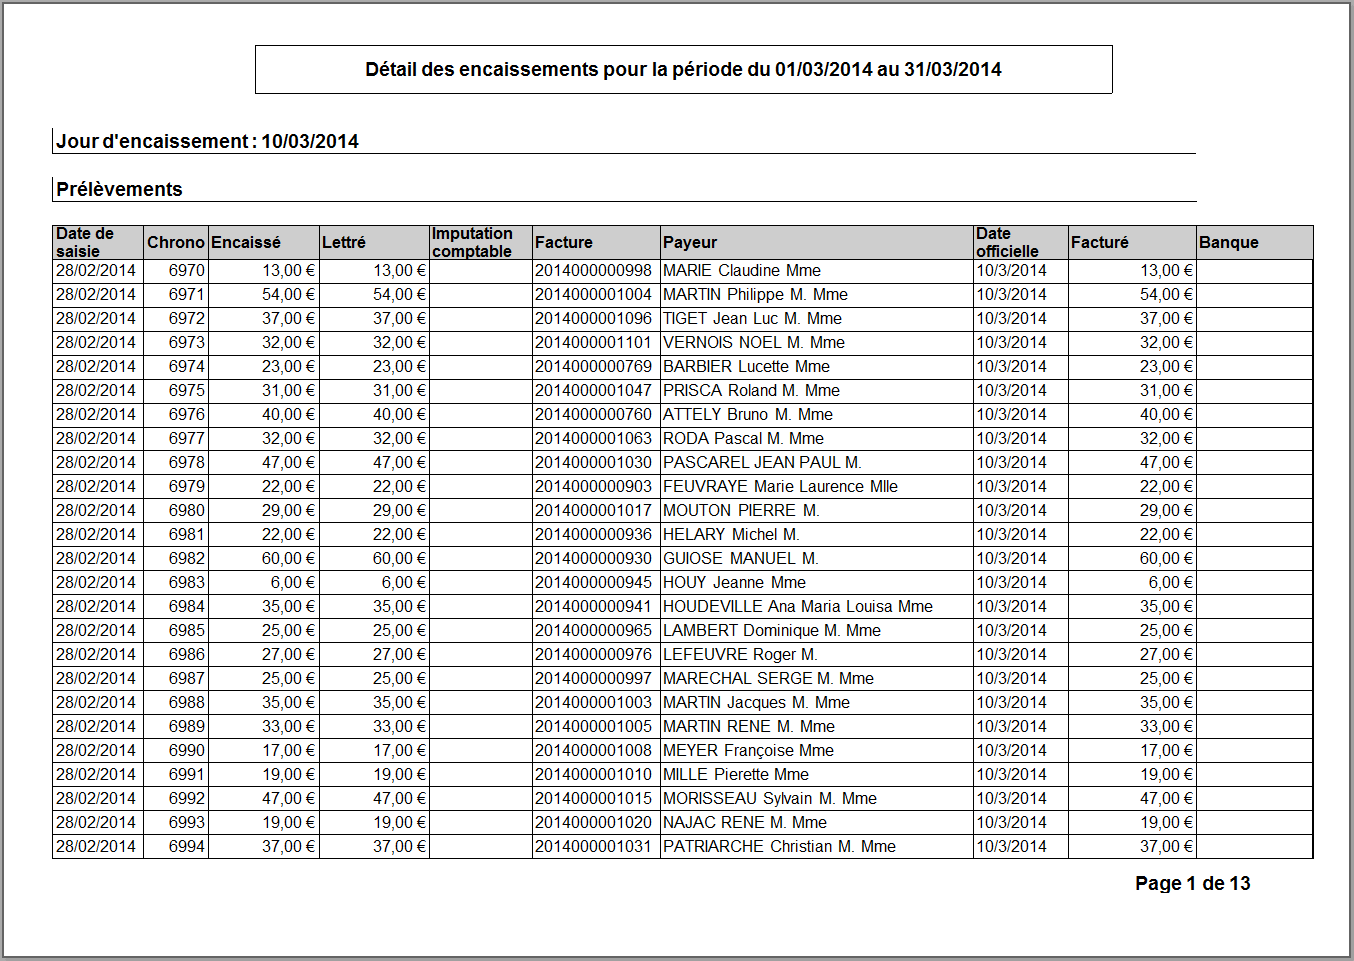 Détail des encaissements pour la période du 01/03/2014 au 31/03/2014
Jour d'encaissement : 10/03/2014
Prélèvements
Date de saisie Chrono Encaissé Lettré Imputation comptable Facture Payeur Date officielle Facturé Banque
28/02/2014 6970 13,00 € 13,00 € 2014000000998 MARIE Claudine Mme 10/3/2014 13,00 €
28/02/2014 6971 54,00 € 54,00 € 2014000001004 MARTIN Philippe M. Mme 10/3/2014 54,00 €
28/02/2014 6972 37,00 € 37,00 € 2014000001096 TIGET Jean Luc M. Mme 10/3/2014 37,00 €
28/02/2014 6973 32,00 € 32,00 € 2014000001101 VERNOIS NOEL M. Mme 10/3/2014 32,00 €
28/02/2014 6974 23,00 € 23,00 € 2014000000769 BARBIER Lucette Mme 10/3/2014 23,00 €
28/02/2014 6975 31,00 € 31,00 € 2014000001047 PRISCA Roland M. Mme 10/3/2014 31,00 €
28/02/2014 6976 40,00 € 40,00 € 2014000000760 ATTELY Bruno M. Mme 10/3/2014 40,00 €
28/02/2014 6977 32,00 € 32,00 € 2014000001063 RODA Pascal M. Mme 10/3/2014 32,00 €
28/02/2014 6978 47,00 € 47,00 € 2014000001030 PASCAREL JEAN PAUL M. 10/3/2014 47,00 €
28/02/2014 6979 22,00 € 22,00 € 2014000000903 FEUVRAYE Marie Laurence Mlle 10/3/2014 22,00 €
28/02/2014 6980 29,00 € 29,00 € 2014000001017 MOUTON PIERRE M. 10/3/2014 29,00 €
28/02/2014 6981 22,00 € 22,00 € 2014000000936 HELARY Michel M. 10/3/2014 22,00 €
28/02/2014 6982 60,00 € 60,00 € 2014000000930 GUIOSE MANUEL M. 10/3/2014 60,00 €
28/02/2014 6983 6,00 € 6,00 € 2014000000945 HOUY Jeanne Mme 10/3/2014 6,00 €
28/02/2014 6984 35,00 € 35,00 € 2014000000941 HOUDEVILLE Ana Maria Louisa Mme 10/3/2014 35,00 €
28/02/2014 6985 25,00 € 25,00 € 2014000000965 LAMBERT Dominique M. Mme 10/3/2014 25,00 €
28/02/2014 6986 27,00 € 27,00 € 2014000000976 LEFEUVRE Roger M. 10/3/2014 27,00 €
28/02/2014 6987 25,00 € 25,00 € 2014000000997 MARECHAL SERGE M. Mme 10/3/2014 25,00 €
28/02/2014 6988 35,00 € 35,00 € 2014000001003 MARTIN Jacques M. Mme 10/3/2014 35,00 €
28/02/2014 6989 33,00 € 33,00 € 2014000001005 MARTIN RENE M. Mme 10/3/2014 33,00 €
28/02/2014 6990 17,00 € 17,00 € 2014000001008 MEYER Françoise Mme 10/3/2014 17,00 €
28/02/2014 6991 19,00 € 19,00 € 2014000001010 MILLE Pierette Mme 10/3/2014 19,00 €
28/02/2014 6992 47,00 € 47,00 € 2014000001015 MORISSEAU Sylvain M. Mme 10/3/2014 47,00 €
28/02/2014 6993 19,00 € 19,00 € 2014000001020 NAJAC RENE M. Mme 10/3/2014 19,00 €
28/02/2014 6994 37,00 € 37,00 € 2014000001031 PATRIARCHE Christian M. Mme 10/3/2014 37,00 €
Page 1 de 13